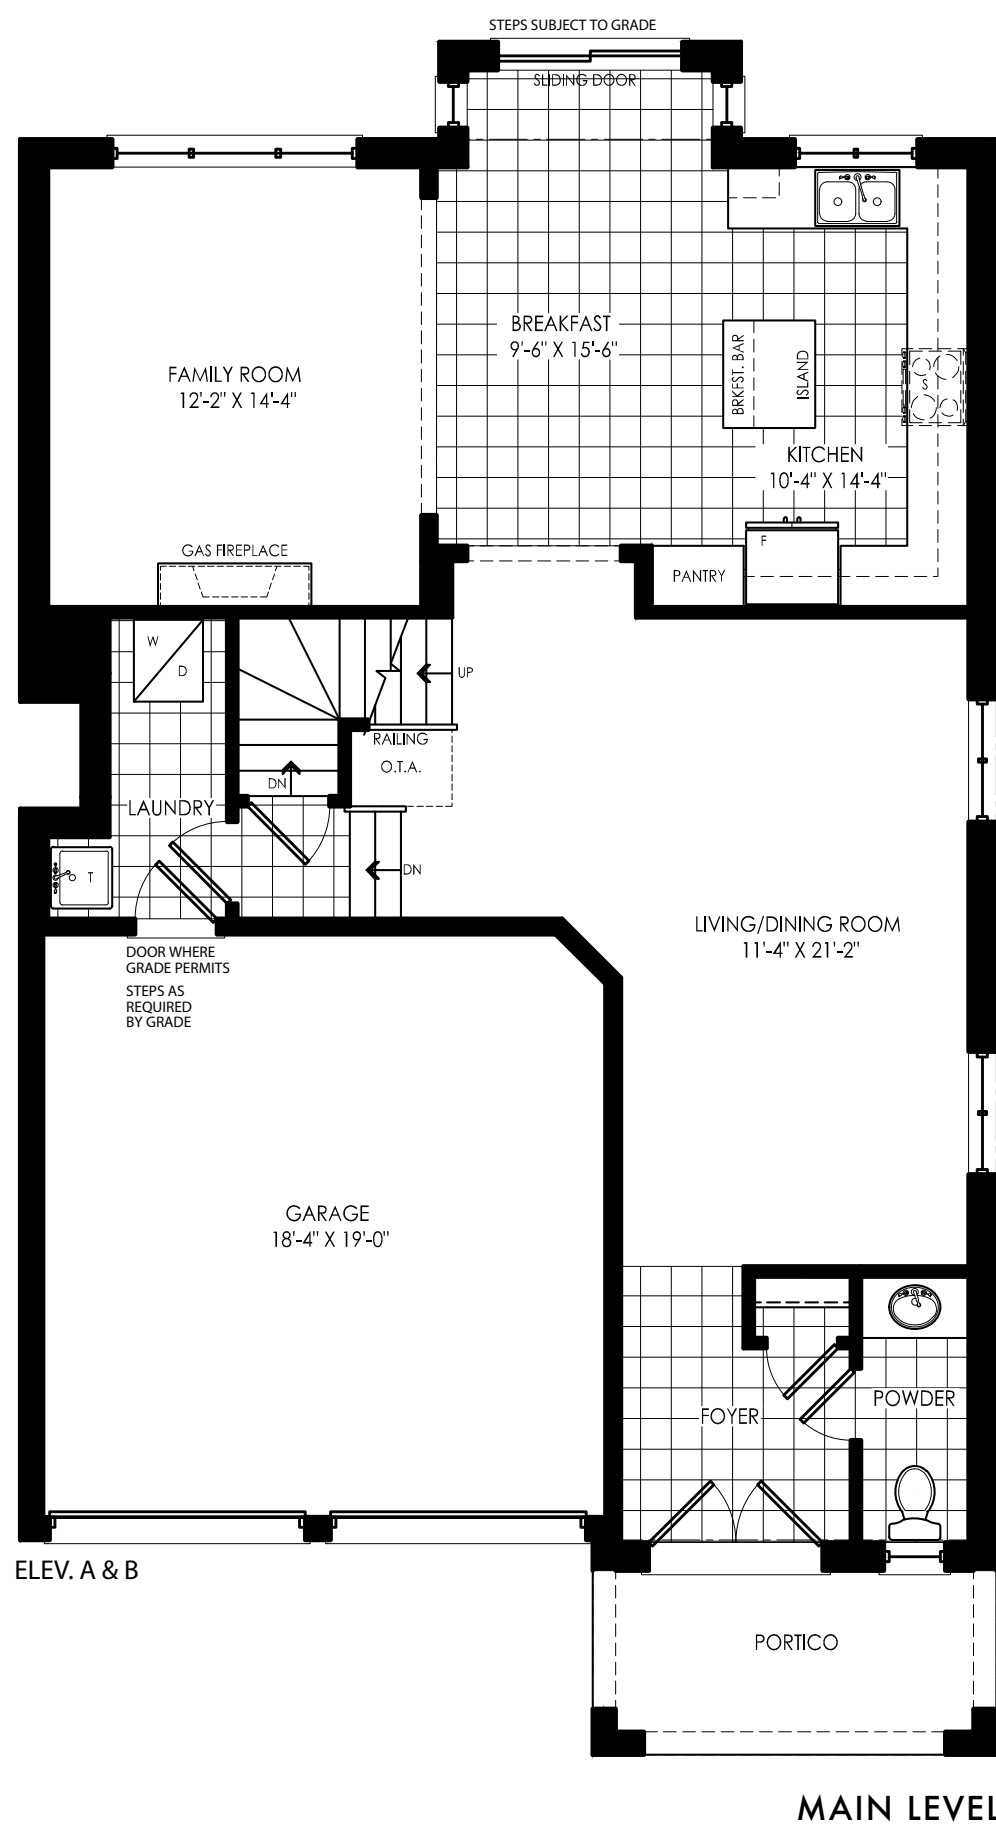 STEPS SUBJECT TO GRADE
SLIDING DOOR
BREAKFAST
9'-6" X 15'-6"
BRKFST. BAR
ISLAND
S
FAMILY ROOM
12'-2" X 14'-4"
KITCHEN
10'-4" X 14'-4"
GAS FIREPLACE
F
PANTRY
W
D
UP
RAILING
O.T.A.
DN
LAUNDRY
T
DN
LIVING/DINING ROOM
11'-4" X 21'-2"
DOOR WHERE
GRADE PERMITS
STEPS AS
REQUIRED
BY GRADE
GARAGE
18'-4" X 19'-0"
POWDER
FOYER
ELEV. A & B
PORTICO
MAIN LEVEL